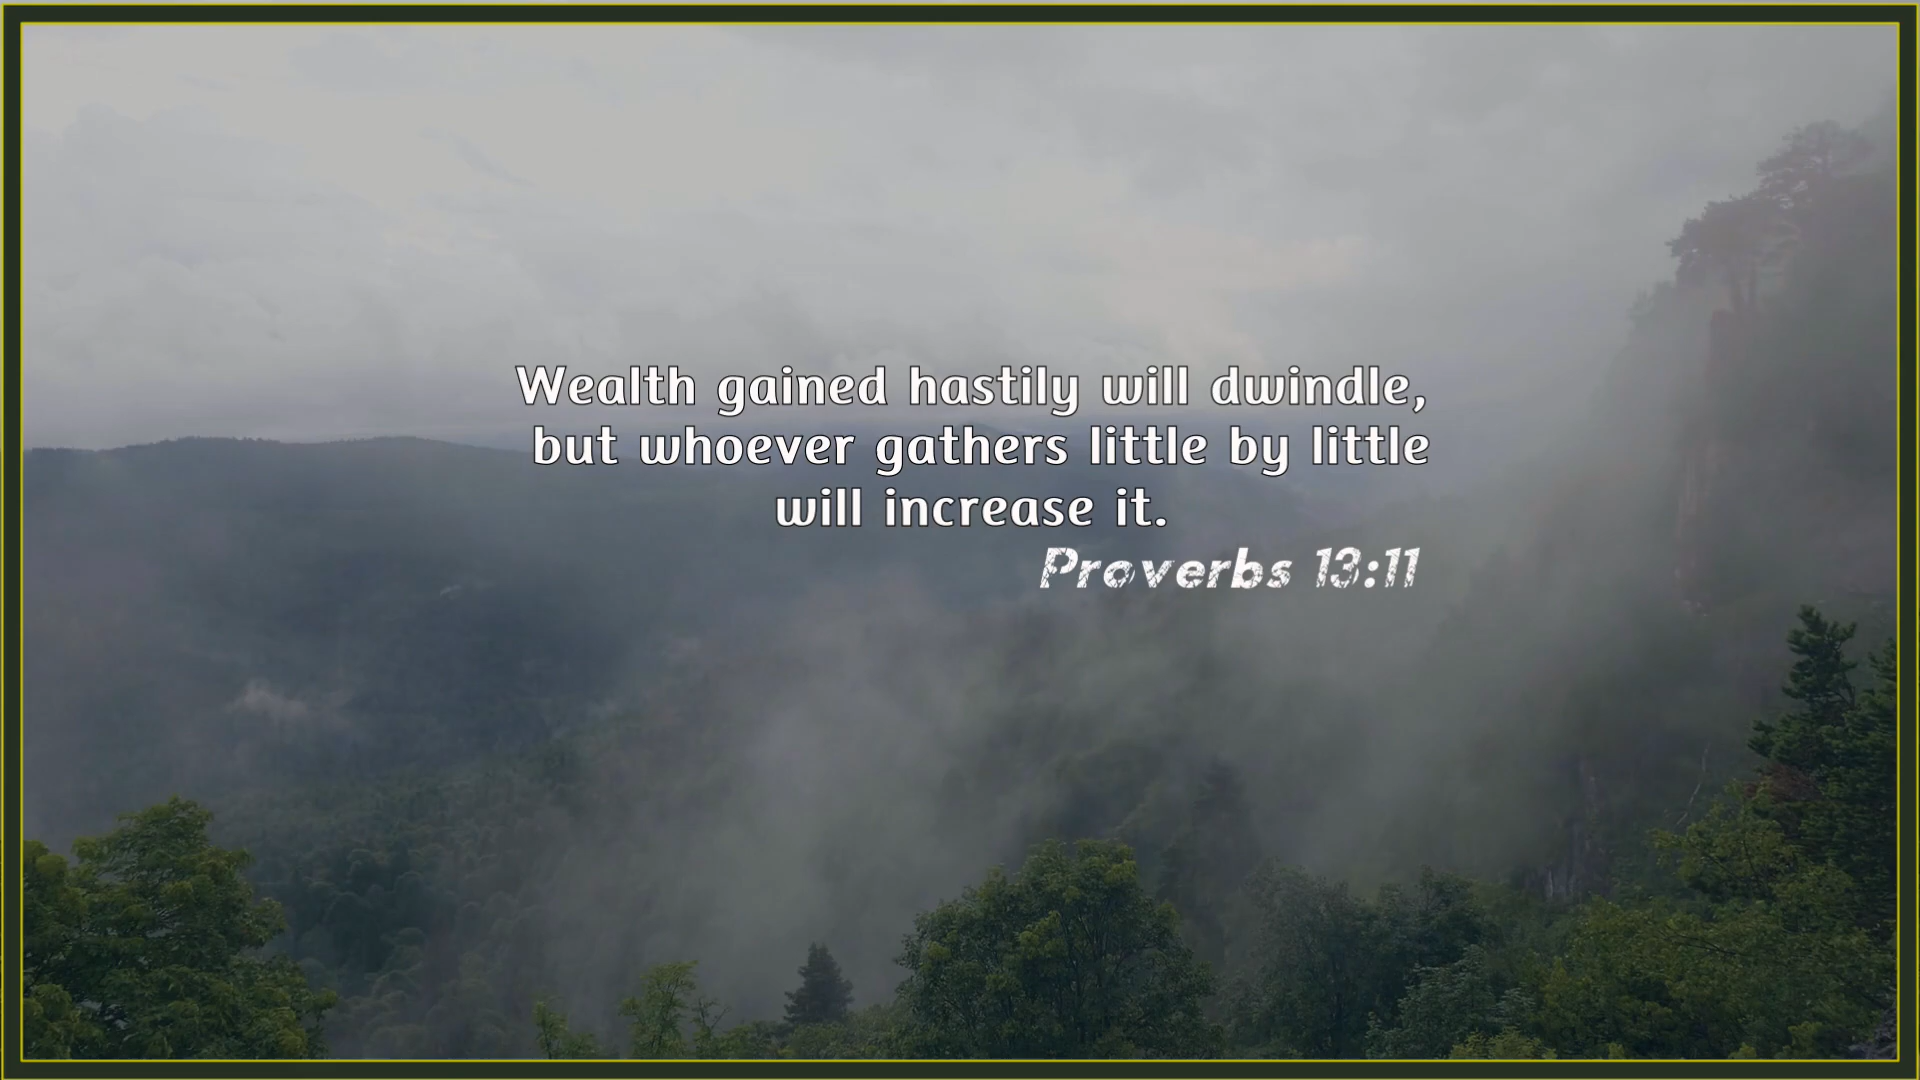 Wealth gained hastily will dwindle,
but whoever gathers little by little
will increase it.
Proverbs 13:11